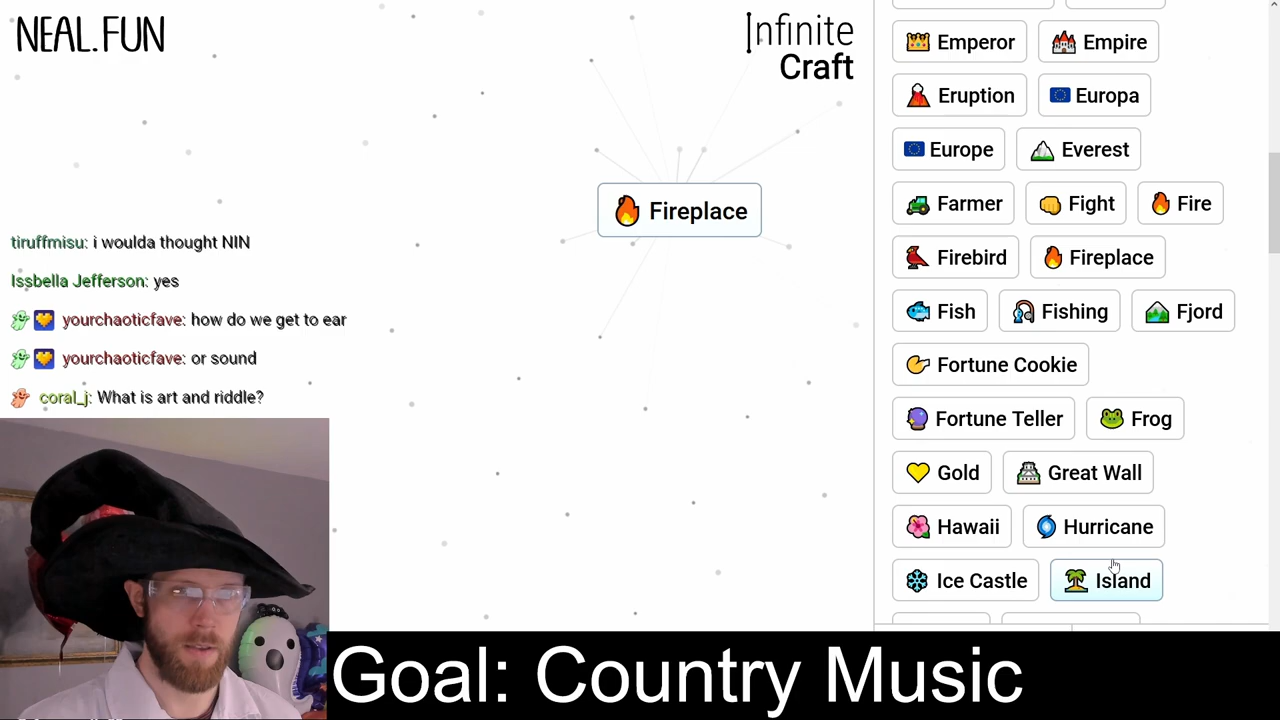 NEAL.FUN
Infinite
Craft
Emperor
Empire
Eruption
Europa
Europe
Everest
Fireplace
Farmer
Fight
Fire
tiruffmisu: i woulda thought NIN
Firebird
Fireplace
Issbella Jefferson: yes
Fish
Fishing
Fjord
yourchaoticfave: how do we get to ear
yourchaoticfave: or sound
Fortune Cookie
coral_j: What is art and riddle?
Fortune Teller
Frog
Gold
Great Wall
Hawaii
Hurricane
Ice Castle
Island
Goal: Country Music